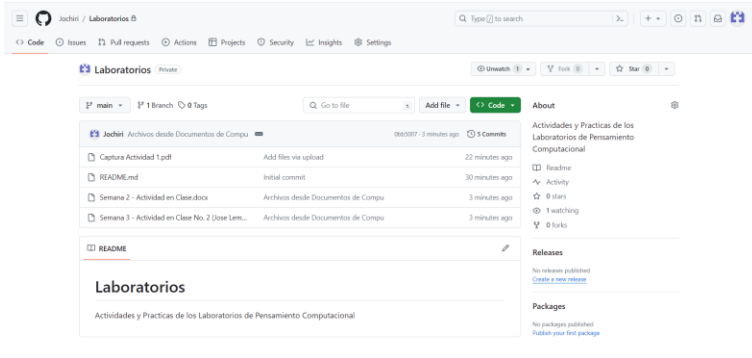 Jochiri / Laboratorios
Type / to search
Code Issues Pull requests Actions Projects Security Insights Settings
Laboratorios Private
Unwatch 1 Fork 0 Star 0
main 1 Branch 0 Tags Go to file t Add file Code
Jochiri Archivos desde Documentos de Compu 3 minutes ago 5 Commits
Captura Actividad 1.pdf Add files via upload 22 minutes ago
README.md Initial commit 30 minutes ago
Semana 2 - Actividad en Clase.docx Archivos desde Documentos de Compu 3 minutes ago
Semana 3 - Actividad en Clase No. 2 (Jose Lem... Archivos desde Documentos de Compu 3 minutes ago
README
Laboratorios
Actividades y Practicas de los Laboratorios de Pensamiento Computacional
About
Actividades y Practicas de los
Laboratorios de Pensamiento
Computacional
Readme
Activity
0 stars
1 watching
0 forks
Releases
No releases published
Create a new release
Packages
No packages published
Publish your first package